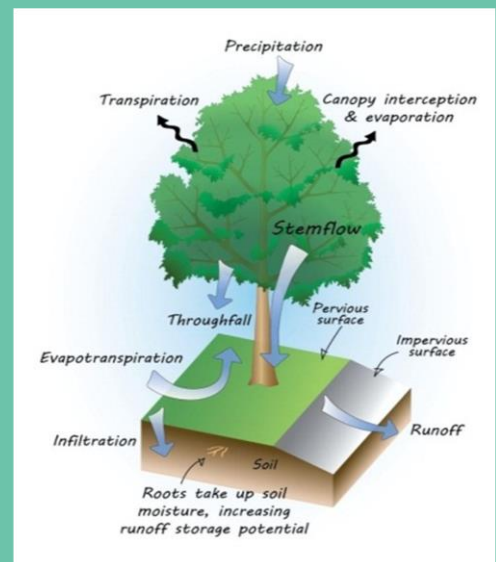 Precipitation
Transpiration
Canopy interception
& evaporation
Stemflow
Throughfall
Pervious
surface
Impervious
surface
Evapotranspiration
Runoff
Infiltration
Soil
Roots take up soil
moisture, increasing
runoff storage potential